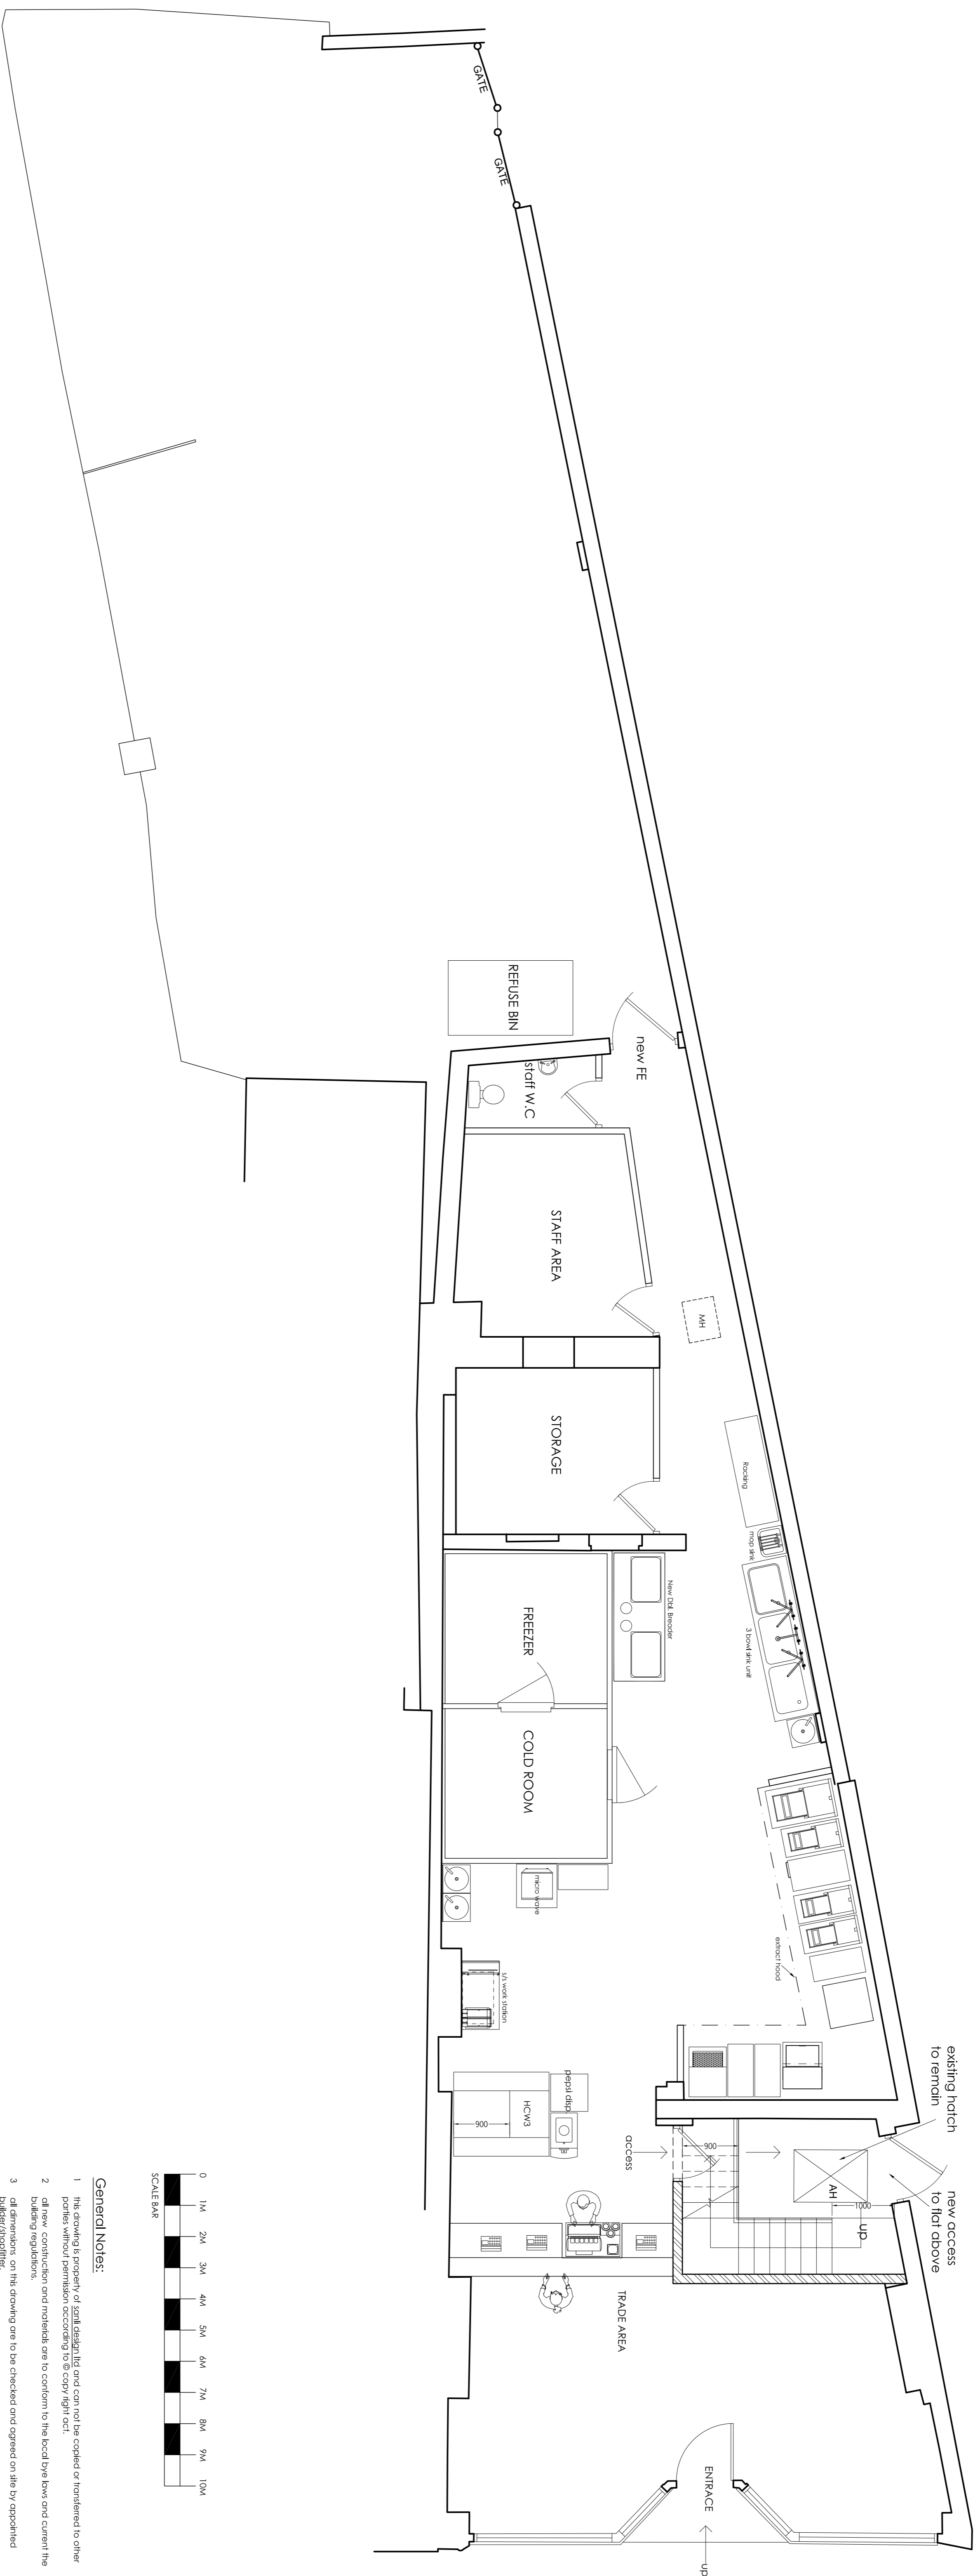 GATE
GATE
REFUSE BIN
new FE
staff W.C
STAFF AREA
MH
STORAGE
Racking
mop sink
3 bowl sink unit
New Dbl Breader
FREEZER
COLD ROOM
micro wave
extract hood
s/s work station
existing hatch
to remain
new access
to flat above
pepsi disp.
HCW3
900
access
900
AH
1000
up
TRADE AREA
ENTRACE
up
0 1M 2M 3M 4M 5M 6M 7M 8M 9M 10M
SCALE BAR
General Notes:
1 this drawing is property of sanli design ltd and can not be copied or transferred to other
parties without permission according to © copy right act.
2 all new construction and materials are to conform to the local bye laws and current the
building regulations.
3 all dimensions on this drawing are to be checked and agreed on site by appointed
builder/shopfitter.